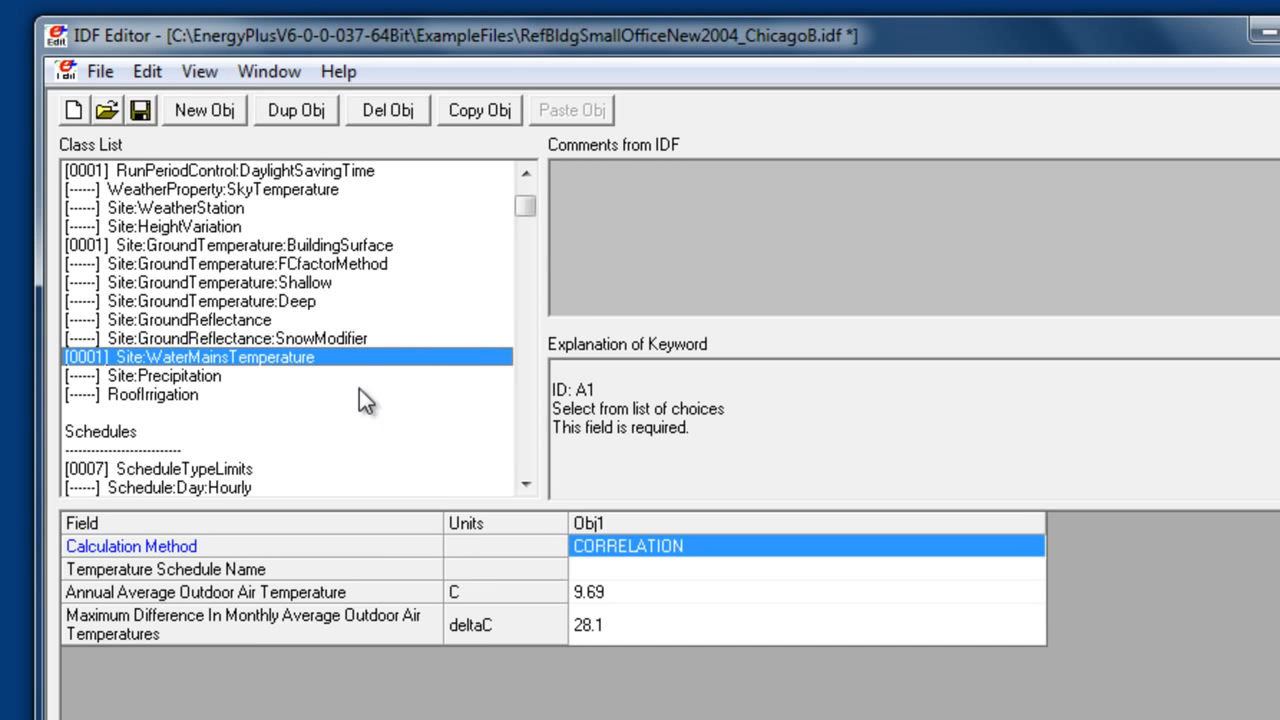 IDF Editor - [C:\EnergyPlusV6-0-0-037-64Bit\ExampleFiles\RefBldgSmallOfficeNew2004_ChicagoB.idf *]
File Edit View Window Help
New Obj Dup Obj Del Obj Copy Obj Paste Obj
Class List
[0001] RunPeriodControl:DaylightSavingTime
[------] WeatherProperty:SkyTemperature
[------] Site:WeatherStation
[------] Site:HeightVariation
[0001] Site:GroundTemperature:BuildingSurface
[------] Site:GroundTemperature:FCfactorMethod
[------] Site:GroundTemperature:Shallow
[------] Site:GroundTemperature:Deep
[------] Site:GroundReflectance
[------] Site:GroundReflectance:SnowModifier
[0001] Site:WaterMainsTemperature
[------] Site:Precipitation
[------] RoofIrrigation
Schedules
--------------------------
[0007] ScheduleTypeLimits
[------] Schedule:Day:Hourly
Comments from IDF
Explanation of Keyword
ID: A1
Select from list of choices
This field is required.
Field Units Obj1
Calculation Method CORRELATION
Temperature Schedule Name
Annual Average Outdoor Air Temperature C 9.69
Maximum Difference In Monthly Average Outdoor Air
Temperatures deltaC 28.1